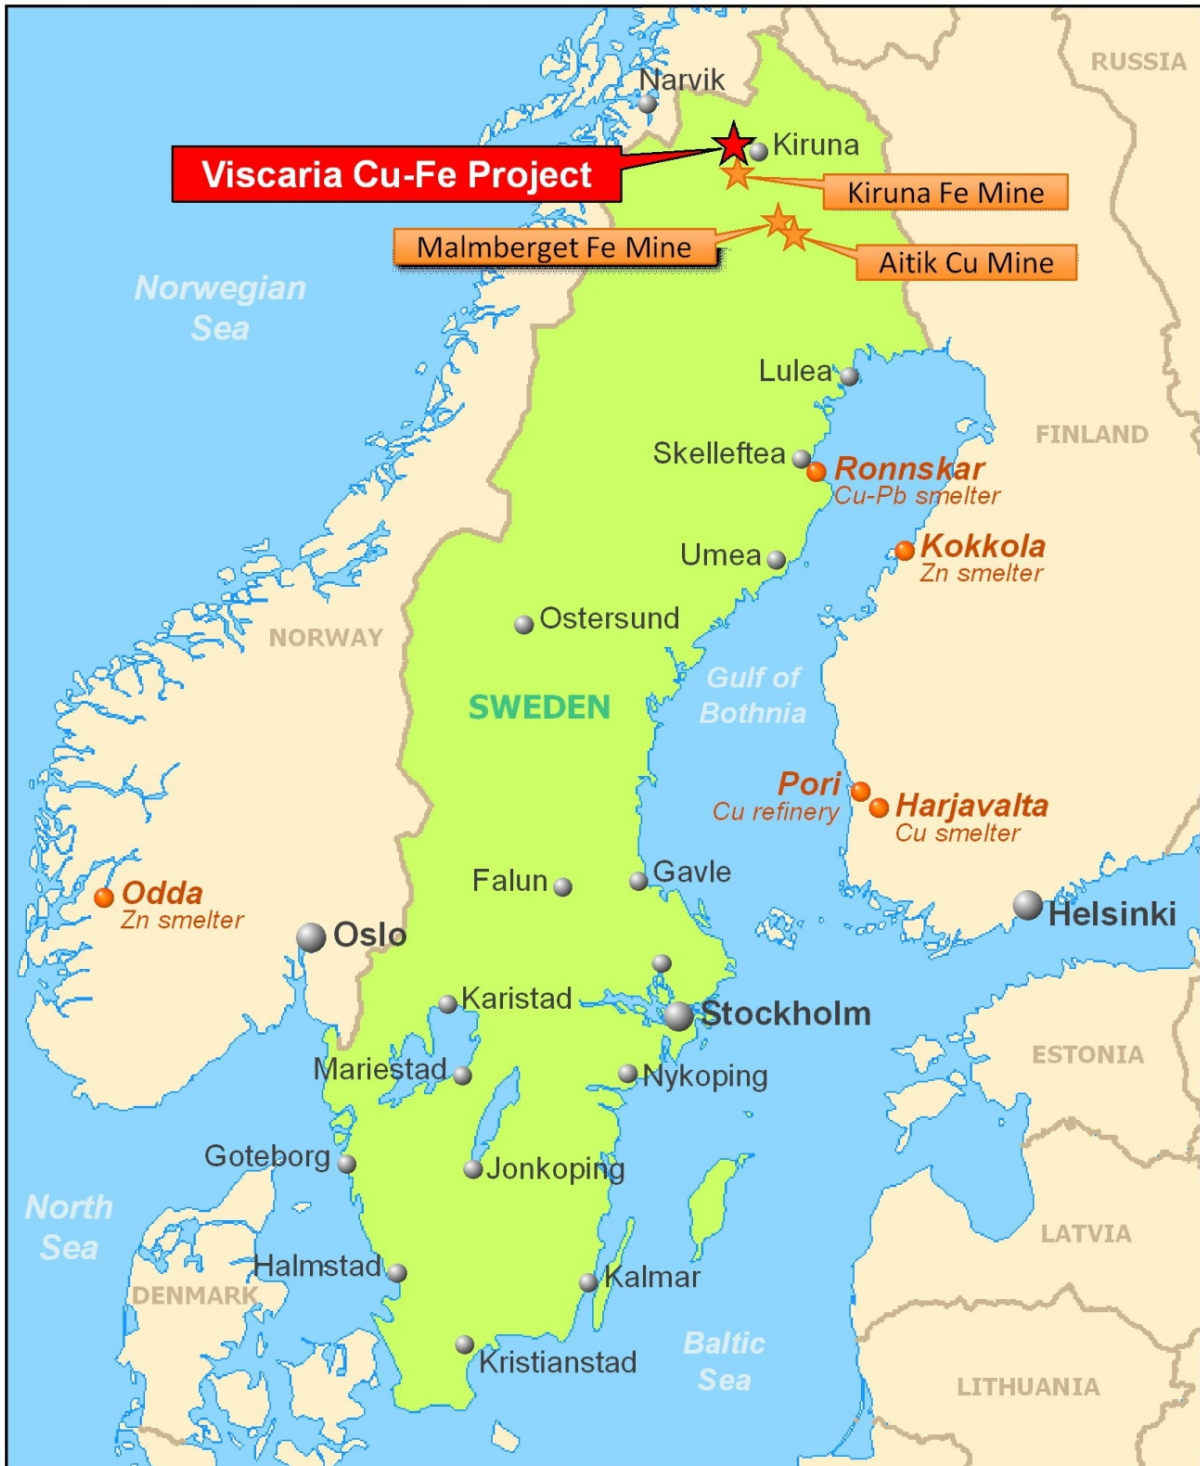 RUSSIA
Narvik
Kiruna
Viscaria Cu-Fe Project
Kiruna Fe Mine
Malmberget Fe Mine
Aitik Cu Mine
Norwegian
Sea
Lulea
FINLAND
Skelleftea
Ronnskar
Cu-Pb smelter
Umea
Kokkola
Zn smelter
Ostersund
NORWAY
SWEDEN
Gulf of
Bothnia
Pori
Cu refinery
Harjavalta
Cu smelter
Falun
Gavle
Odda
Zn smelter
Oslo
Helsinki
Karistad
Stockholm
ESTONIA
Mariestad
Nykoping
Goteborg
Jonkoping
North
Sea
LATVIA
Halmstad
Kalmar
DENMARK
Baltic
Sea
Kristianstad
LITHUANIA